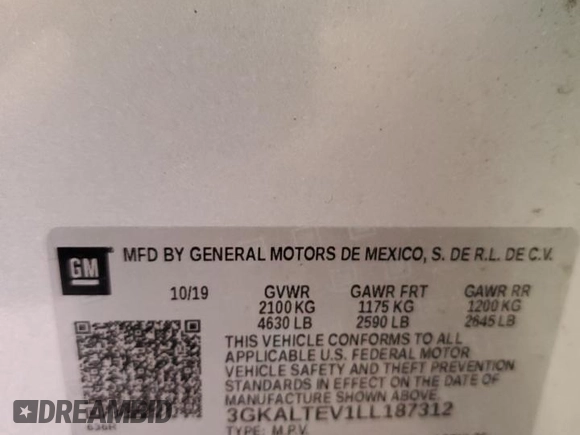 GM
MFD BY GENERAL MOTORS DE MEXICO, S. DE R.L. DE C.V.
10/19 GVWR GAWR FRT GAWR RR
2100 KG 1175 KG 1200 KG
4630 LB 2590 LB 2645 LB
THIS VEHICLE CONFORMS TO ALL
APPLICABLE U.S. FEDERAL MOTOR
VEHICLE SAFETY AND THEFT PREVENTION
STANDARDS IN EFFECT ON THE DATE OF
MANUFACTURE SHOWN ABOVE.
3GKALTEV1LL187312
TYPE: M.P.V.
DREAMBID